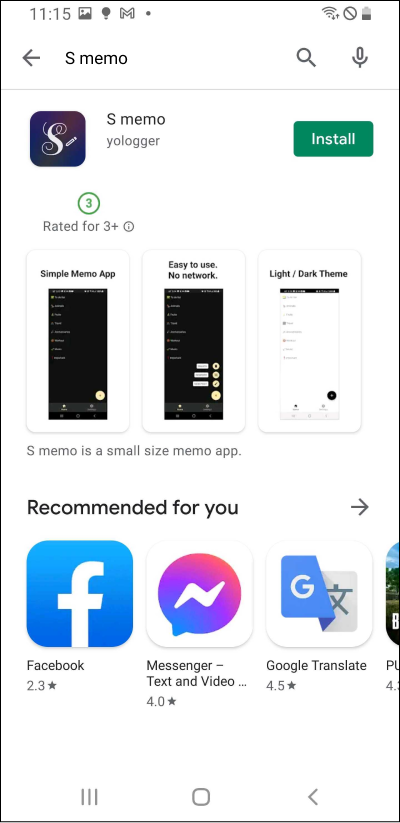 11:15
S memo
S memo
yologger
Install
3
Rated for 3+
Simple Memo App
Easy to use.
No network.
Light / Dark Theme
S memo is a small size memo app.
Recommended for you
Facebook
2.3★
Messenger –
Text and Video ...
4.0★
Google Translate
4.5★
PU
4.